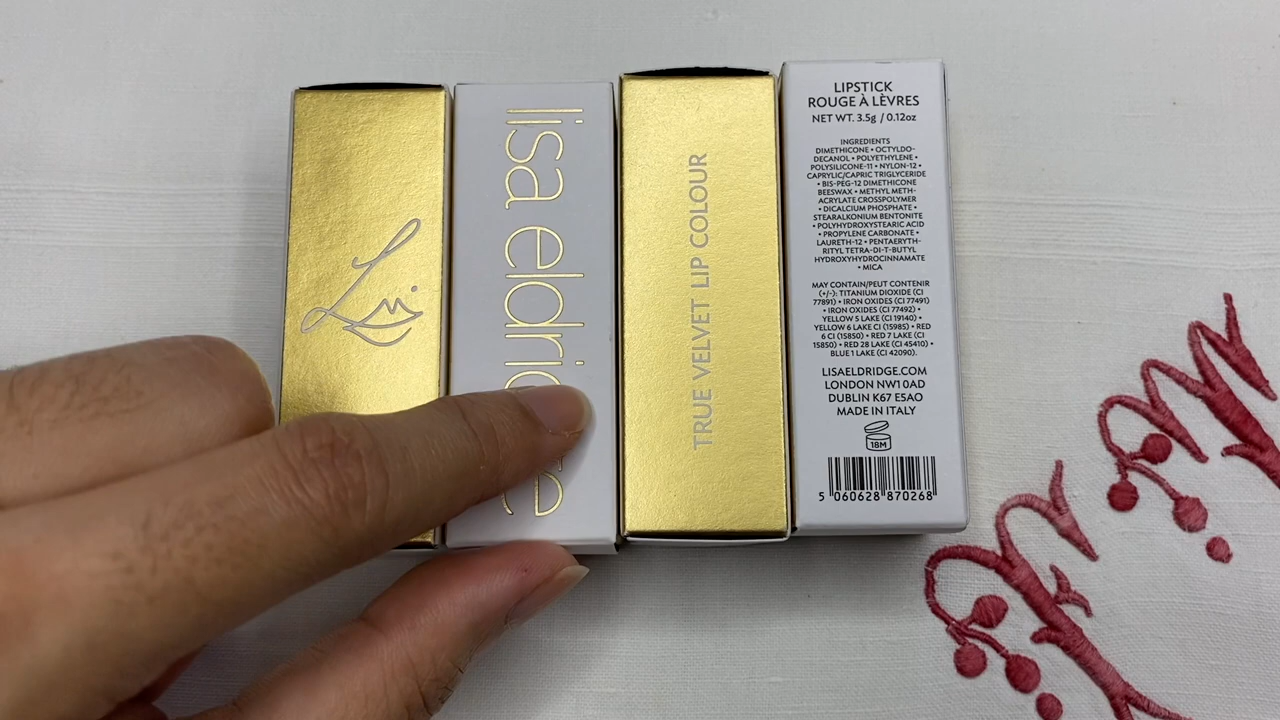 lisa eldridge
TRUE VELVET LIP COLOUR
LIPSTICK
ROUGE À LÈVRES
NET WT. 3.5g / 0.12oz
INGREDIENTS
DIMETHICONE • OCTYLDO-
DECANOL • POLYETHYLENE •
POLYSILICONE-11 • NYLON-12 •
CAPRYLIC/CAPRIC TRIGLYCERIDE
• BIS-PEG-12 DIMETHICONE
BEESWAX • METHYL METH-
ACRYLATE CROSSPOLYMER
• DICALCIUM PHOSPHATE •
STEARALKONIUM BENTONITE
• POLYHYDROXYSTEARIC ACID
• PROPYLENE CARBONATE •
LAURETH-12 • PENTAERYTH-
RITYL TETRA-DI-T-BUTYL
HYDROXYHYDROCINNAMATE
• MICA
MAY CONTAIN/PEUT CONTENIR
(+/-): TITANIUM DIOXIDE (CI
77891) • IRON OXIDES (CI 77491)
• IRON OXIDES (CI 77492) •
YELLOW 5 LAKE (CI 19140) •
YELLOW 6 LAKE CI (15985) • RED
6 CI (15850) • RED 7 LAKE (CI
15850) • RED 28 LAKE (CI 45410) •
BLUE 1 LAKE (CI 42090).
LISAELDRIDGE.COM
LONDON NW1 0AD
DUBLIN K67 E5AO
MADE IN ITALY
18M
5 060628 870268